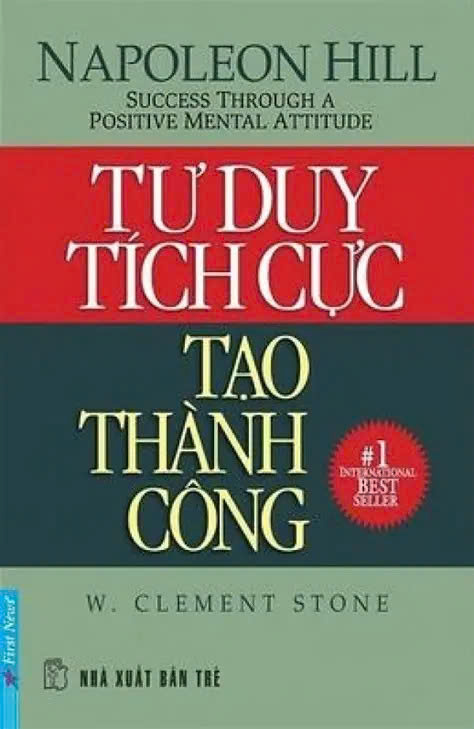 NAPOLEON HILL
SUCCESS THROUGH A
POSITIVE MENTAL ATTITUDE
TƯ DUY
TÍCH CỰC
TẠO
THÀNH
CÔNG
#1
INTERNATIONAL
BEST
SELLER
W. CLEMENT STONE
First News
NHÀ XUẤT BẢN TRẺ